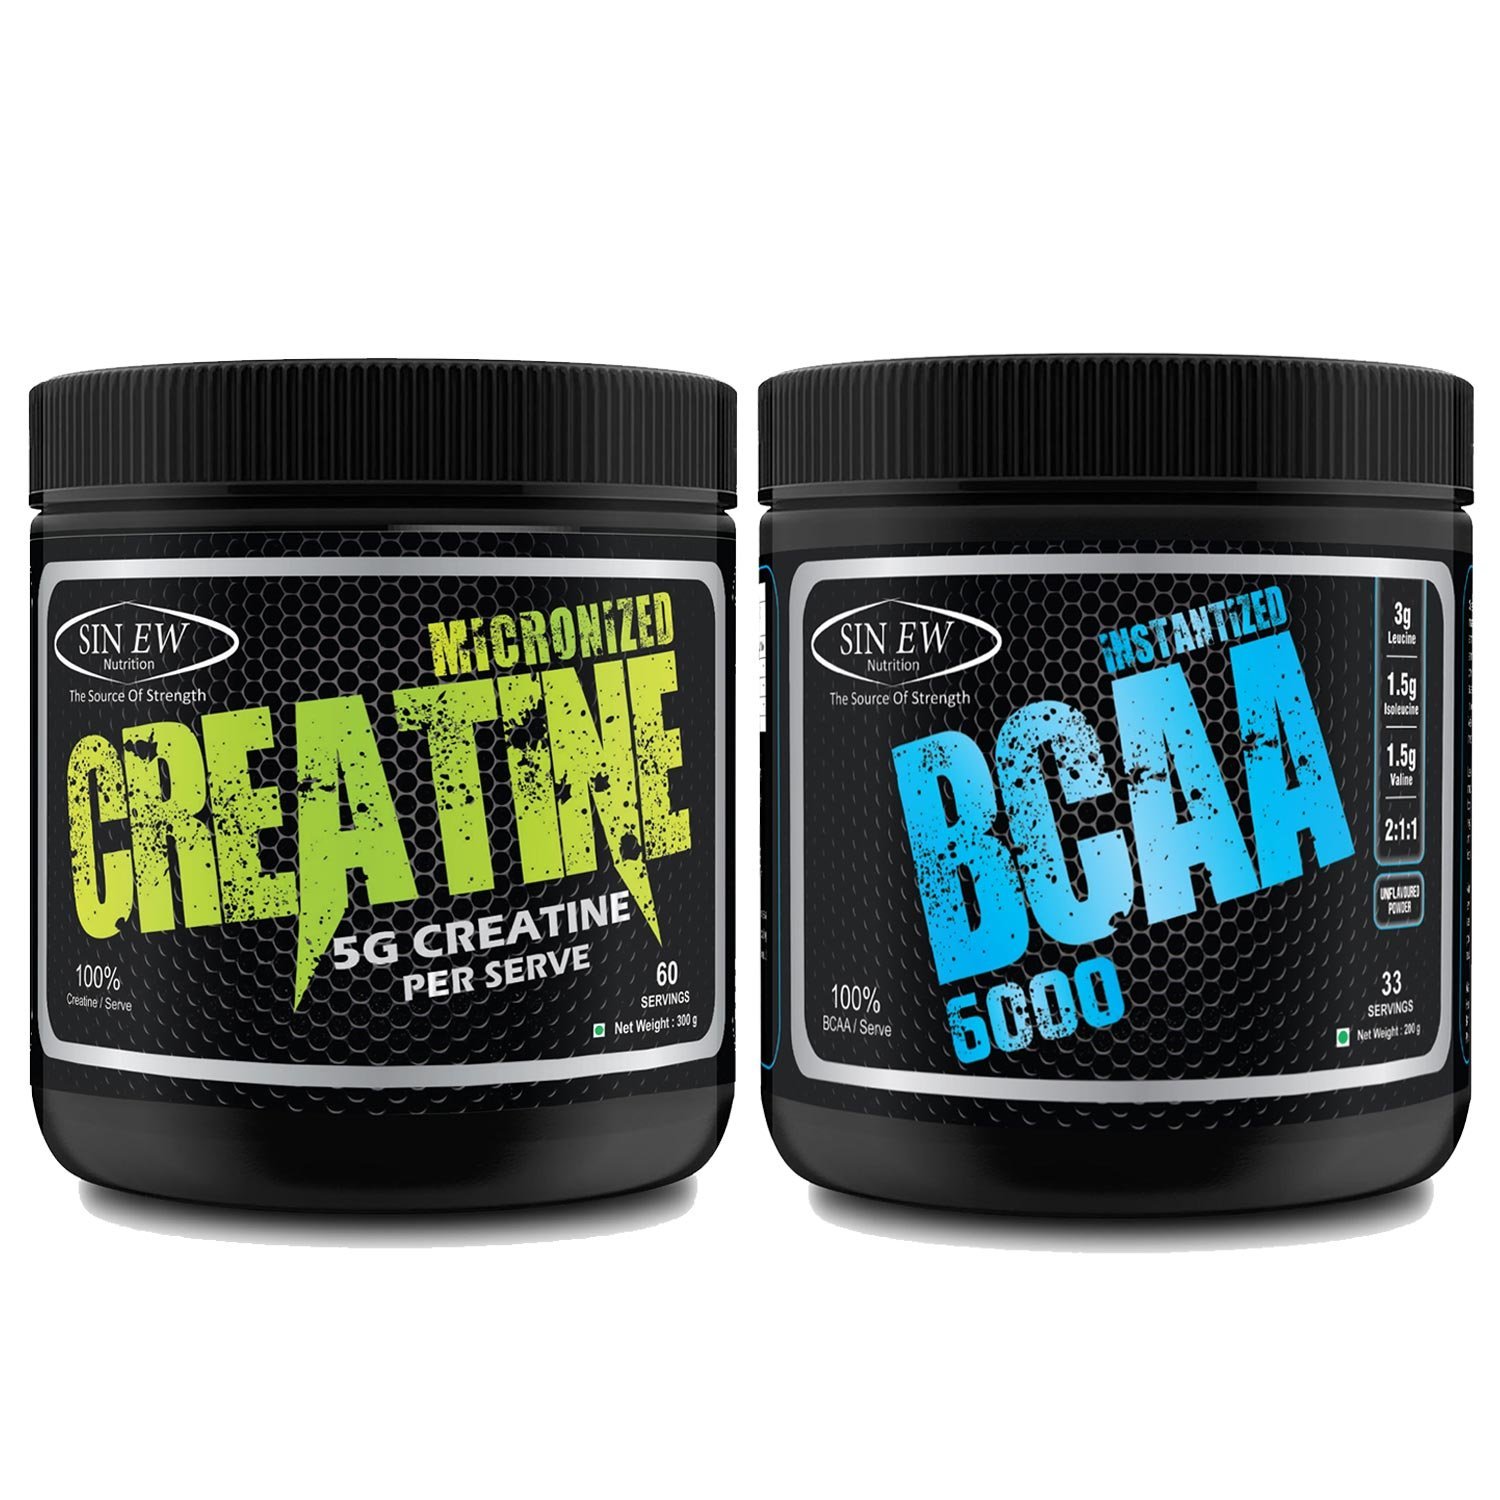 SIN EW
Nutrition
The Source Of Strength
MiCRONiZED
CREATiNE
5G CREATINE
PER SERVE
100%
Creatine / Serve
60
SERVINGS
Net Weight : 300 g
SIN EW
Nutrition
The Source Of Strength
iNSTANTiZED
BCAA
6000
3g
Leucine
1.5g
Isoleucine
1.5g
Valine
2:1:1
UNFLAVOURED
POWDER
100%
BCAA / Serve
33
SERVINGS
Net Weight : 200 g